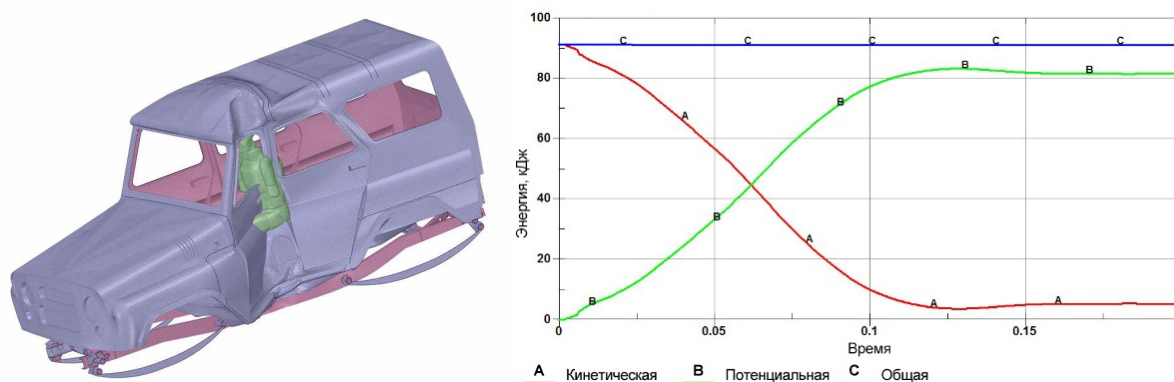 100
80
60
40
20
0
Энергия, кДж
C C C C C
B B B B B
A A A A
0 0.05 0.1 0.15
Время
A Кинетическая B Потенциальная C Общая